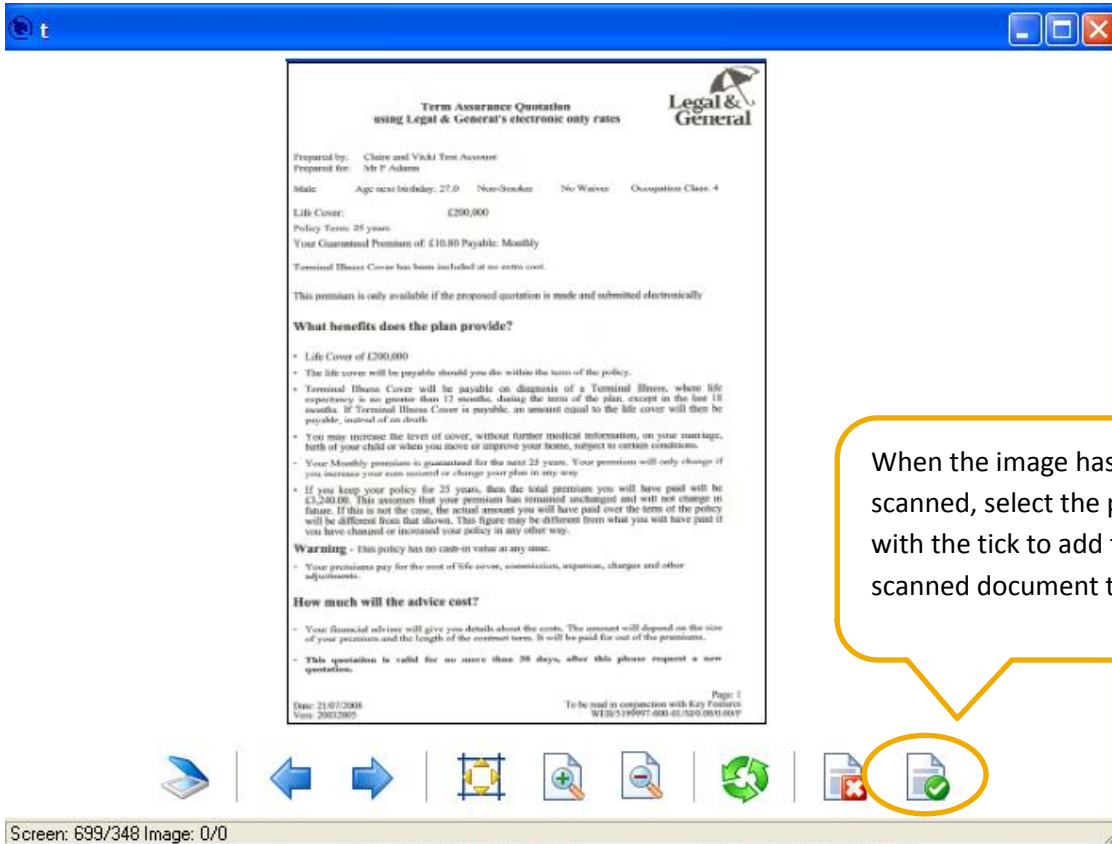 t
Legal &
General
Term Assurance Quotation
using Legal & General's electronic only rates
Prepared by: Claire and Vicki Test Account
Prepared for: Mr P Adams
Male Age next birthday: 27.0 Non-Smoker No Waiver Occupation Class: 4
Life Cover: £200,000
Policy Term: 25 years
Your Guaranteed Premium of: £10.80 Payable: Monthly
Terminal Illness Cover has been included at no extra cost.
This premium is only available if the proposed quotation is made and submitted electronically
What benefits does the plan provide?
- Life Cover of £200,000
- The life cover will be payable should you die within the term of the policy.
- Terminal Illness Cover will be payable on diagnosis of a Terminal Illness, where life
expectancy is no greater than 12 months, during the term of the plan, except in the last 18
months. If Terminal Illness Cover is payable, an amount equal to the life cover will then be
payable, instead of on death
- You may increase the level of cover, without further medical information, on your marriage,
birth of your child or when you move or improve your home, subject to certain conditions.
- Your Monthly premium is guaranteed for the next 25 years. Your premium will only change if
you increase your sum assured or change your plan in any way.
- If you keep your policy for 25 years, then the total premium you will have paid will be
£3,240.00. This assumes that your premium has remained unchanged and will not change in
future. If this is not the case, the actual amount you will have paid over the term of the policy
will be different from that shown. This figure may be different from what you will have paid if
you have changed or increased your policy in any other way.
Warning - This policy has no cash-in value at any time.
- Your premiums pay for the cost of life cover, commission, expenses, charges and other
adjustments.
How much will the advice cost?
- Your financial adviser will give you details about the costs. The amount will depend on the size
of your premium and the length of the contract term. It will be paid for out of the premiums.
- This quotation is valid for no more than 30 days, after this please request a new
quotation.
Page: 1
Date: 21/07/2008 To be read in conjunction with Key Features
Vers: 20032005
When the image has
scanned, select the p
with the tick to add t
scanned document t
Screen: 699/348 Image: 0/0